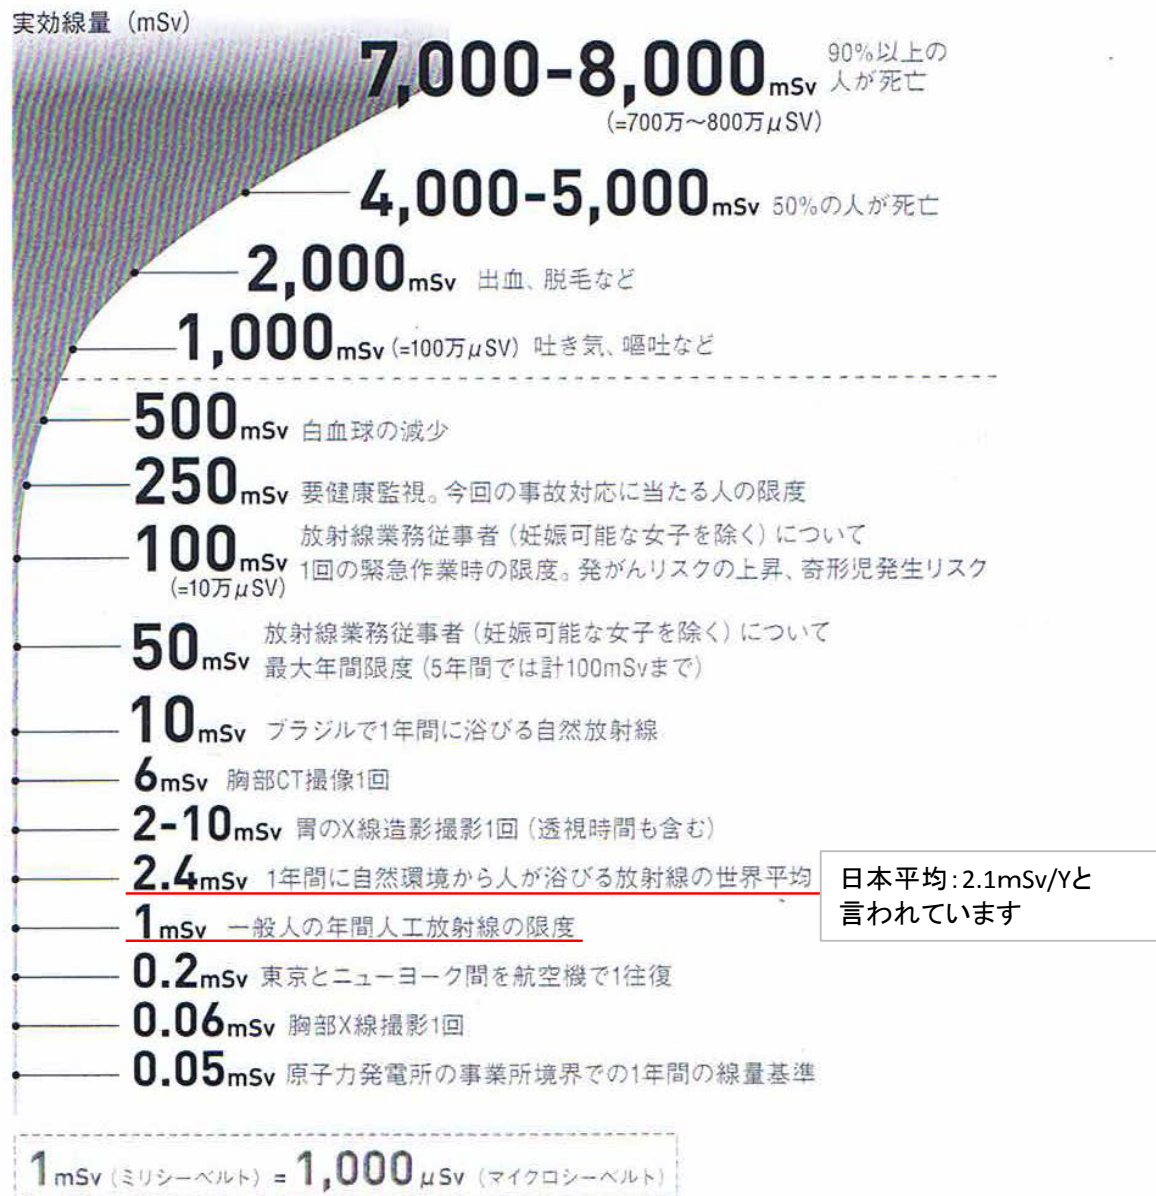 実効線量（mSv）
7,000-8,000mSv 90%以上の
人が死亡
(=700万〜800万μSV)
4,000-5,000mSv 50%の人が死亡
2,000mSv 出血、脱毛など
1,000mSv (=100万μSV) 吐き気、嘔吐など
500mSv 白血球の減少
250mSv 要健康監視。今回の事故対応に当たる人の限度
100mSv 放射線業務従事者（妊娠可能な女子を除く）について
(=10万μSV) 1回の緊急作業時の限度。発がんリスクの上昇、奇形児発生リスク
50mSv 放射線業務従事者（妊娠可能な女子を除く）について
最大年間限度（5年間では計100mSvまで）
10mSv ブラジルで1年間に浴びる自然放射線
6mSv 胸部CT撮像1回
2-10mSv 胃のX線造影撮影1回（透視時間も含む）
2.4mSv 1年間に自然環境から人が浴びる放射線の世界平均
日本平均：2.1mSv/Yと
言われています
1mSv 一般人の年間人工放射線の限度
0.2mSv 東京とニューヨーク間を航空機で1往復
0.06mSv 胸部X線撮影1回
0.05mSv 原子力発電所の事業所境界での1年間の線量基準
1mSv（ミリシーベルト）= 1,000μSv（マイクロシーベルト）